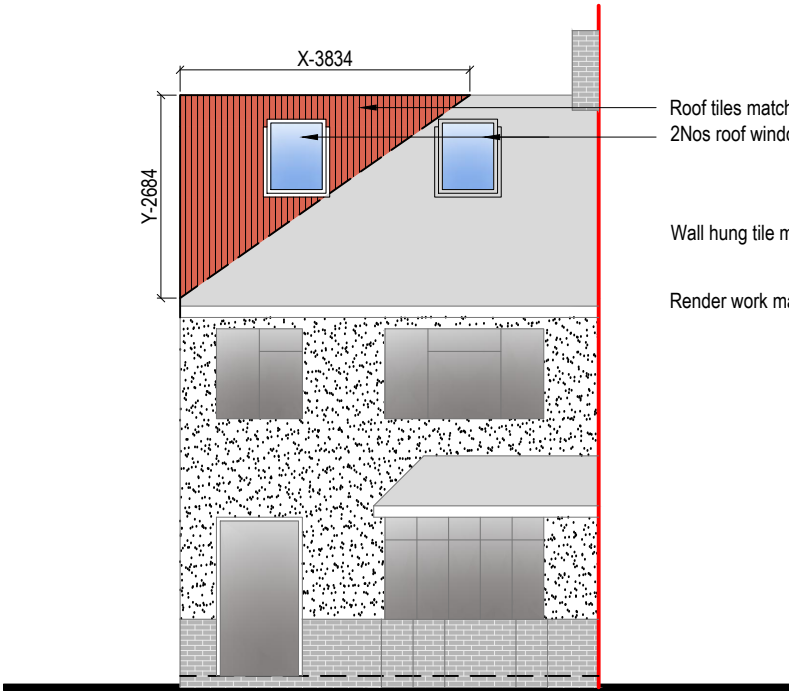 X-3834
Roof tiles match
2Nos roof windo
Y-2684
Wall hung tile m
Render work ma